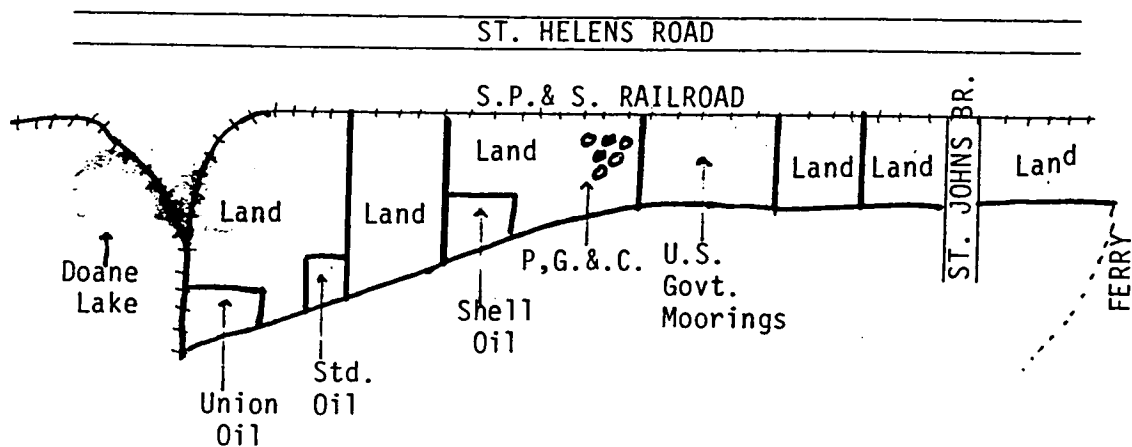 ST. HELENS ROAD
S.P.& S. RAILROAD
ST. JOHNS BR.
Land
Land
Land
Land
Land
Land
Doane
Lake
Union
Oil
Std.
Oil
Shell
Oil
P,G.&.C.
U.S.
Govt.
Moorings
FERRY